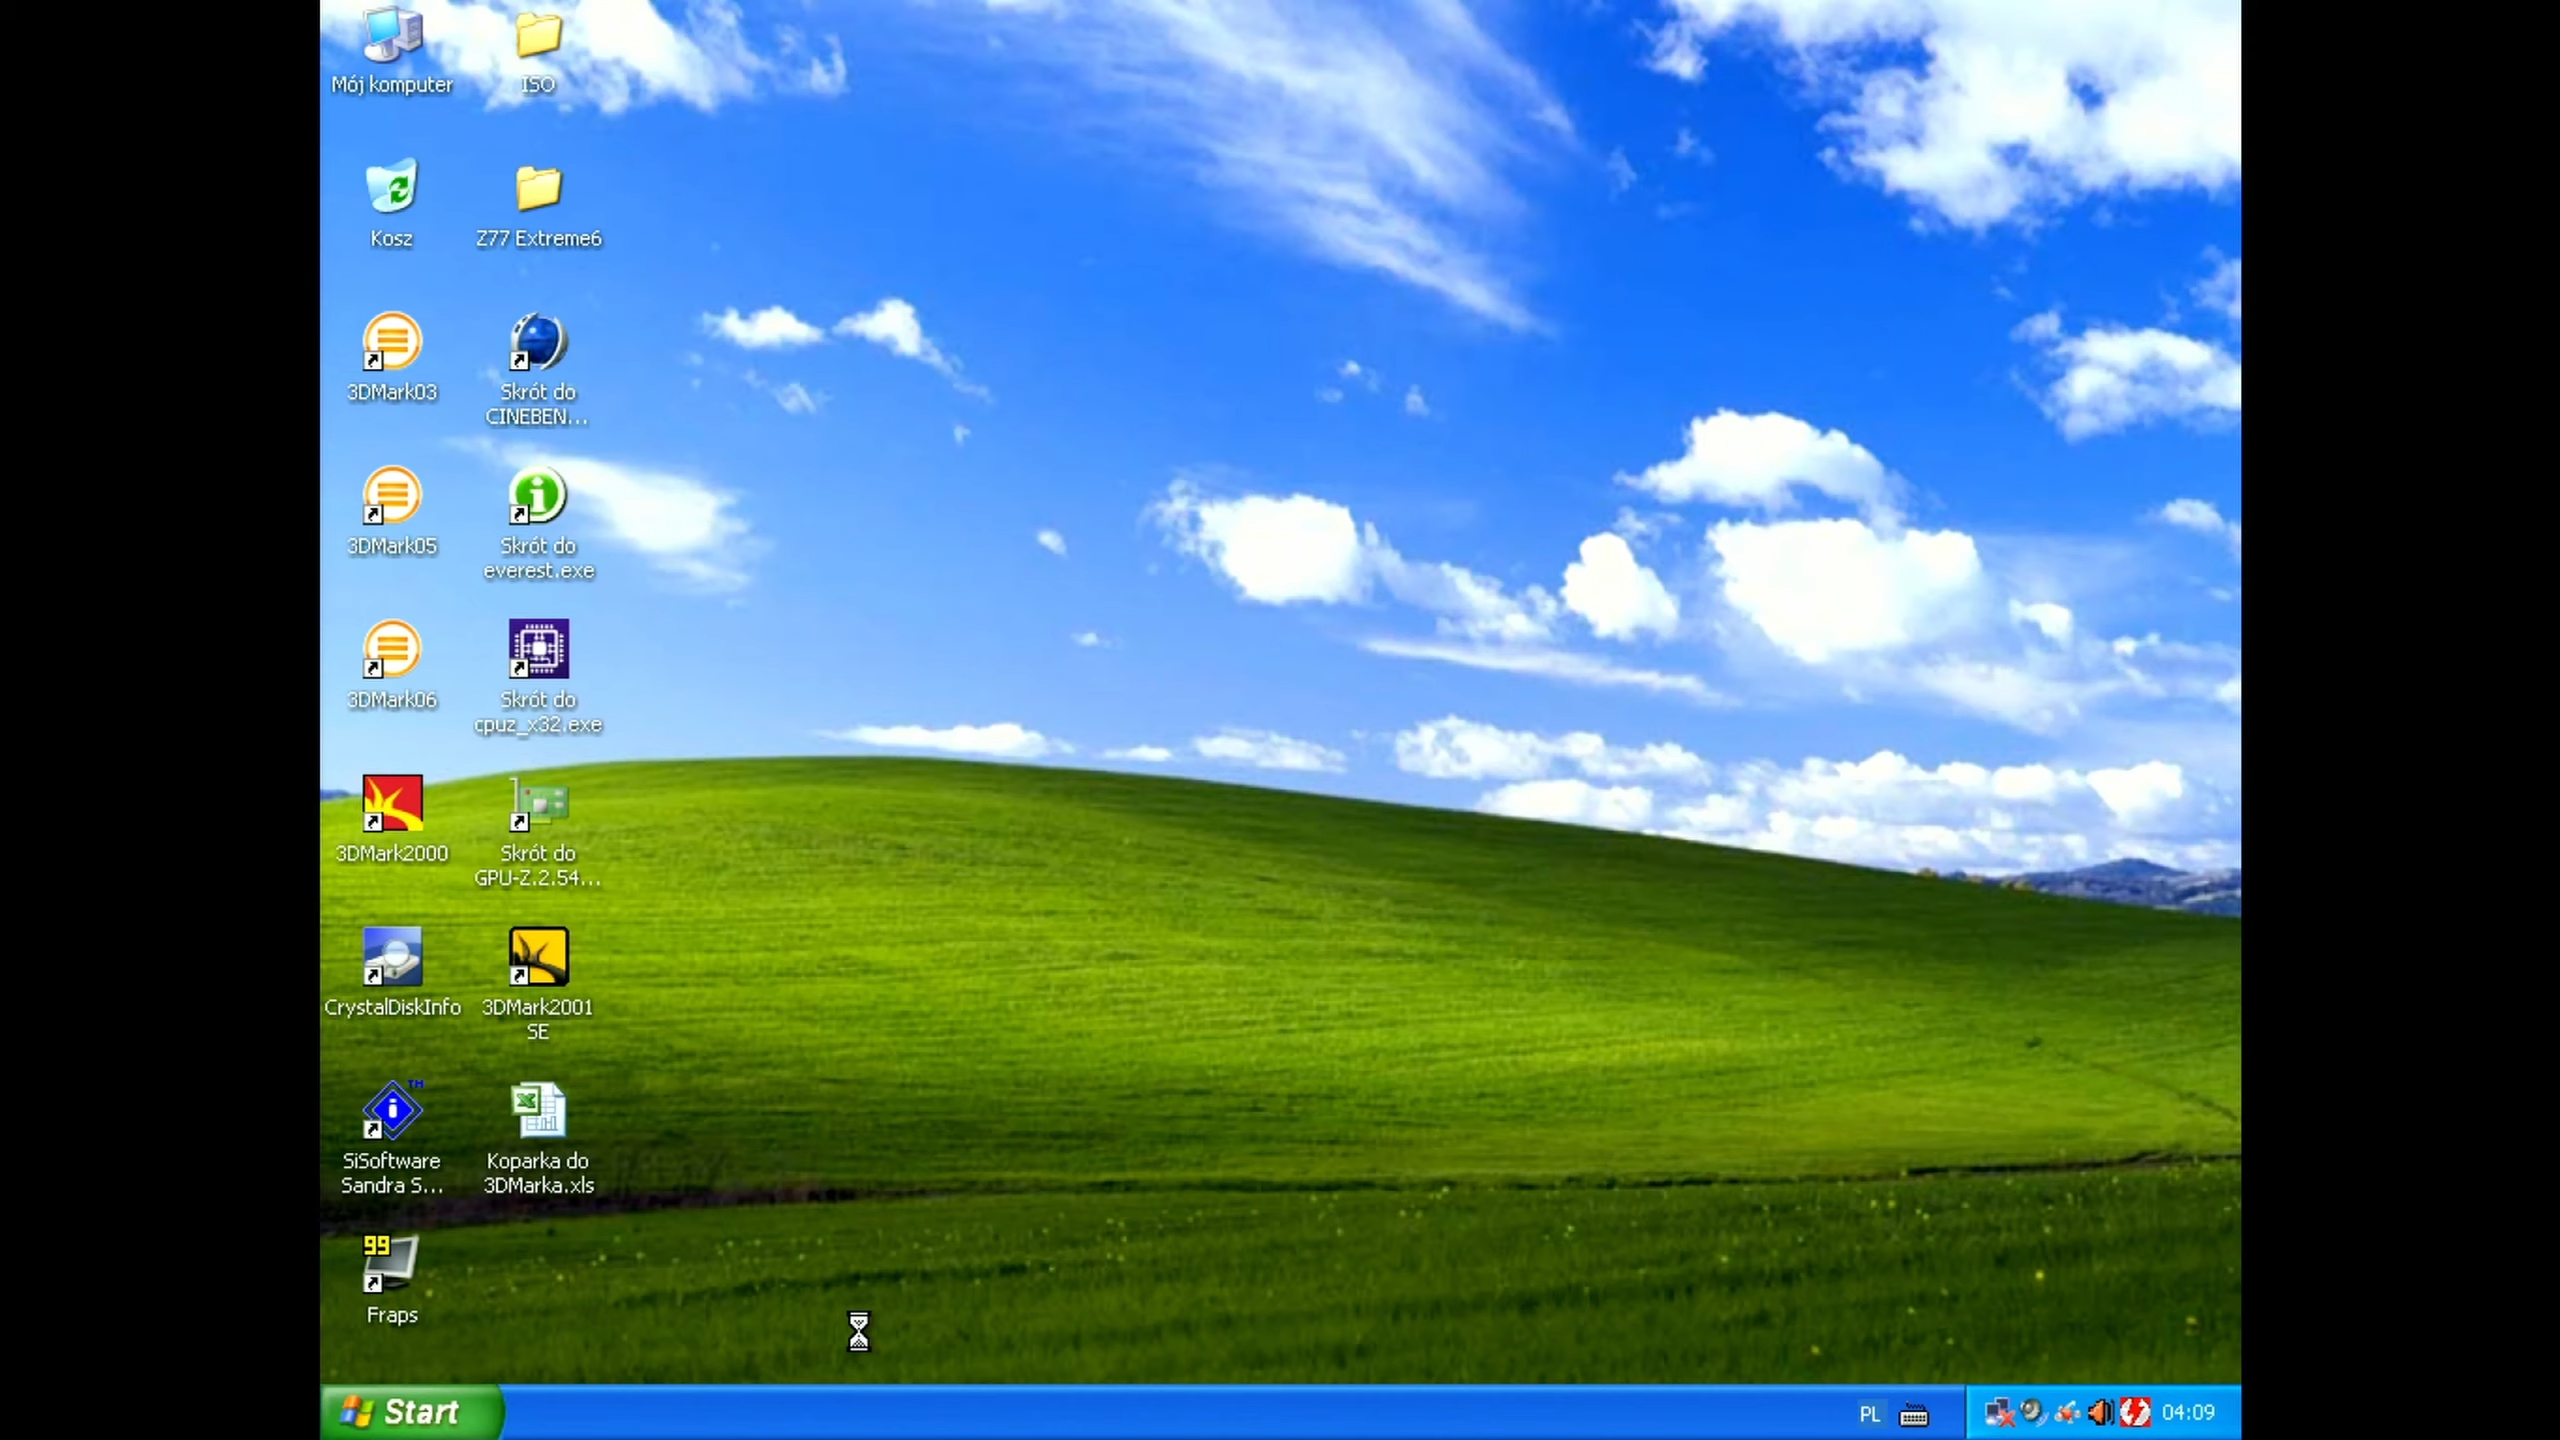 Mój komputer
ISO
Kosz
Z77 Extreme6
3DMark03
Skrót do
CINEBEN...
3DMark05
Skrót do
everest.exe
3DMark06
Skrót do
cpuz_x32.exe
3DMark2000
Skrót do
GPU-Z.2.54...
CrystalDiskInfo
3DMark2001
SE
TM
SiSoftware
Sandra S...
Koparka do
3DMarka.xls
99
Fraps
Start
PL
04:09